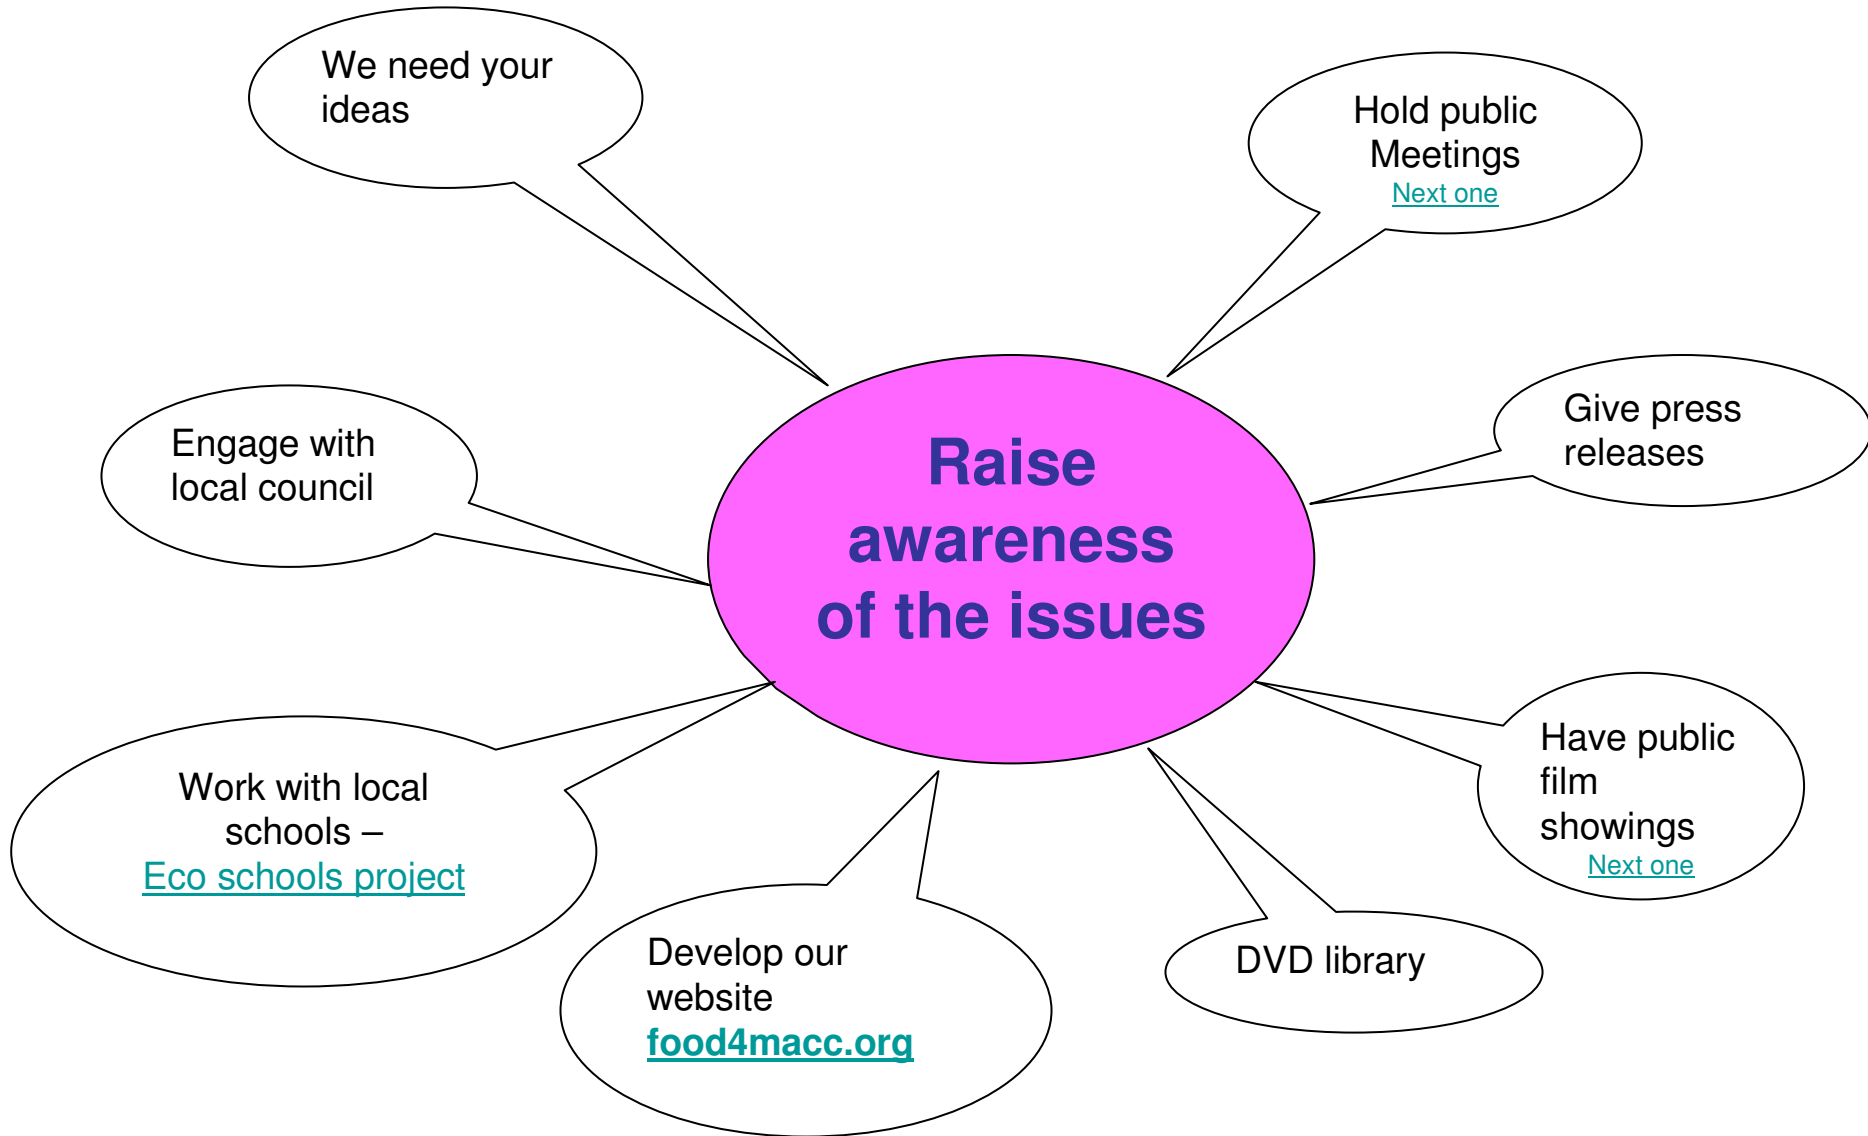 We need your
ideas
Hold public
Meetings
Next one
Give press
releases
Engage with
local council
Raise
awareness
of the issues
Have public
film
showings
Next one
Work with local
schools –
Eco schools project
Develop our
website
food4macc.org
DVD library